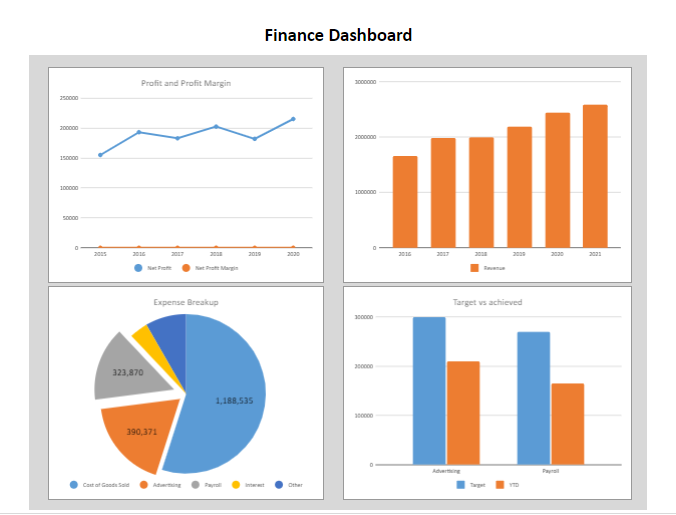 Finance Dashboard
Profit and Profit Margin
250000
200000
150000
100000
50000
0
2015 2016 2017 2018 2019 2020
Net Profit Net Profit Margin
3000000
2000000
1000000
0
2016 2017 2018 2019 2020 2021
Revenue
Expense Breakup
323,870
1,188,535
390,371
Cost of Goods Sold Advertising Payroll Interest Other
Target vs achieved
300000
200000
100000
0
Advertising Payroll
Target YTD